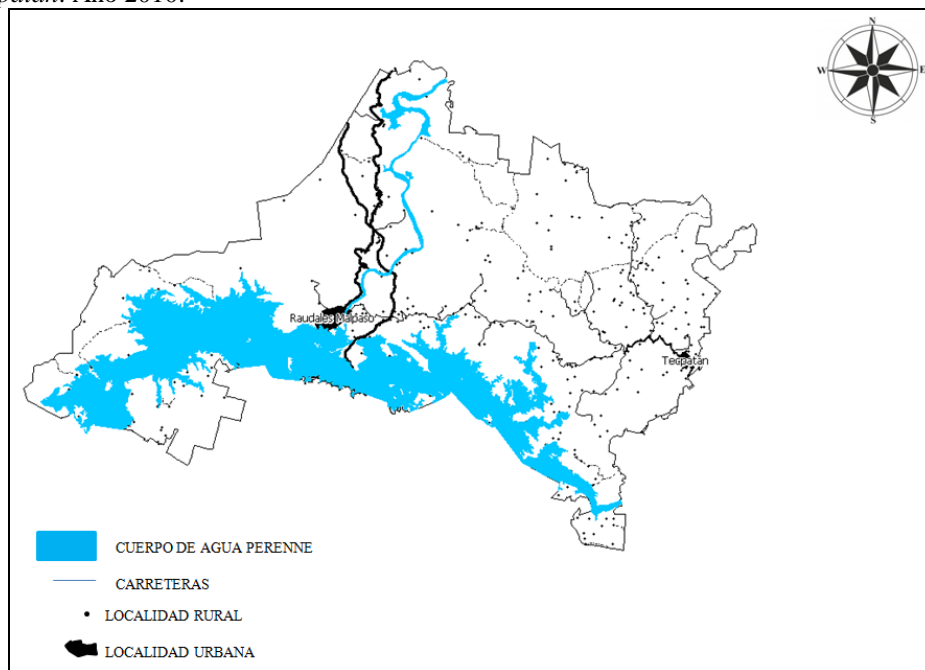 Año 2010.
N
W E
S
Raudales Malpaso
Tecpatán
CUERPO DE AGUA PERENNE
CARRETERAS
LOCALIDAD RURAL
LOCALIDAD URBANA